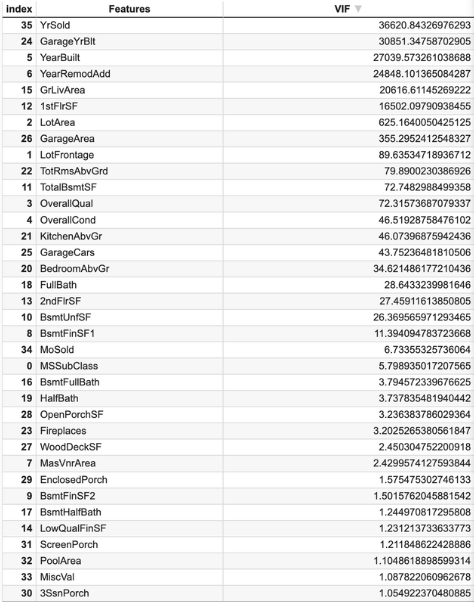 index Features VIF ▼
35 YrSold 36620.84326976293
24 GarageYrBlt 30851.34758702905
5 YearBuilt 27039.573261038688
6 YearRemodAdd 24848.101365084287
15 GrLivArea 20616.61145269222
12 1stFlrSF 16502.09790938455
2 LotArea 625.1640050425125
26 GarageArea 355.2952412548327
1 LotFrontage 89.63534718936712
22 TotRmsAbvGrd 79.8900230386926
11 TotalBsmtSF 72.7482988499358
3 OverallQual 72.31573687079337
4 OverallCond 46.51928758476102
21 KitchenAbvGr 46.07396875942436
25 GarageCars 43.75236481810506
20 BedroomAbvGr 34.621486177210436
18 FullBath 28.6433239981646
13 2ndFlrSF 27.45911613850805
10 BsmtUnfSF 26.369565971293465
8 BsmtFinSF1 11.394094783723668
34 MoSold 6.73355325736064
0 MSSubClass 5.798935017207565
16 BsmtFullBath 3.794572339676625
19 HalfBath 3.737835481940442
28 OpenPorchSF 3.236383786029364
23 Fireplaces 3.2025265380561847
27 WoodDeckSF 2.450304752200918
7 MasVnrArea 2.4299574127593844
29 EnclosedPorch 1.575475302746133
9 BsmtFinSF2 1.5015762045881542
17 BsmtHalfBath 1.244970817295808
14 LowQualFinSF 1.231213733633773
31 ScreenPorch 1.211848622428886
32 PoolArea 1.1048618898599314
33 MiscVal 1.087822060962678
30 3SsnPorch 1.054922370480885